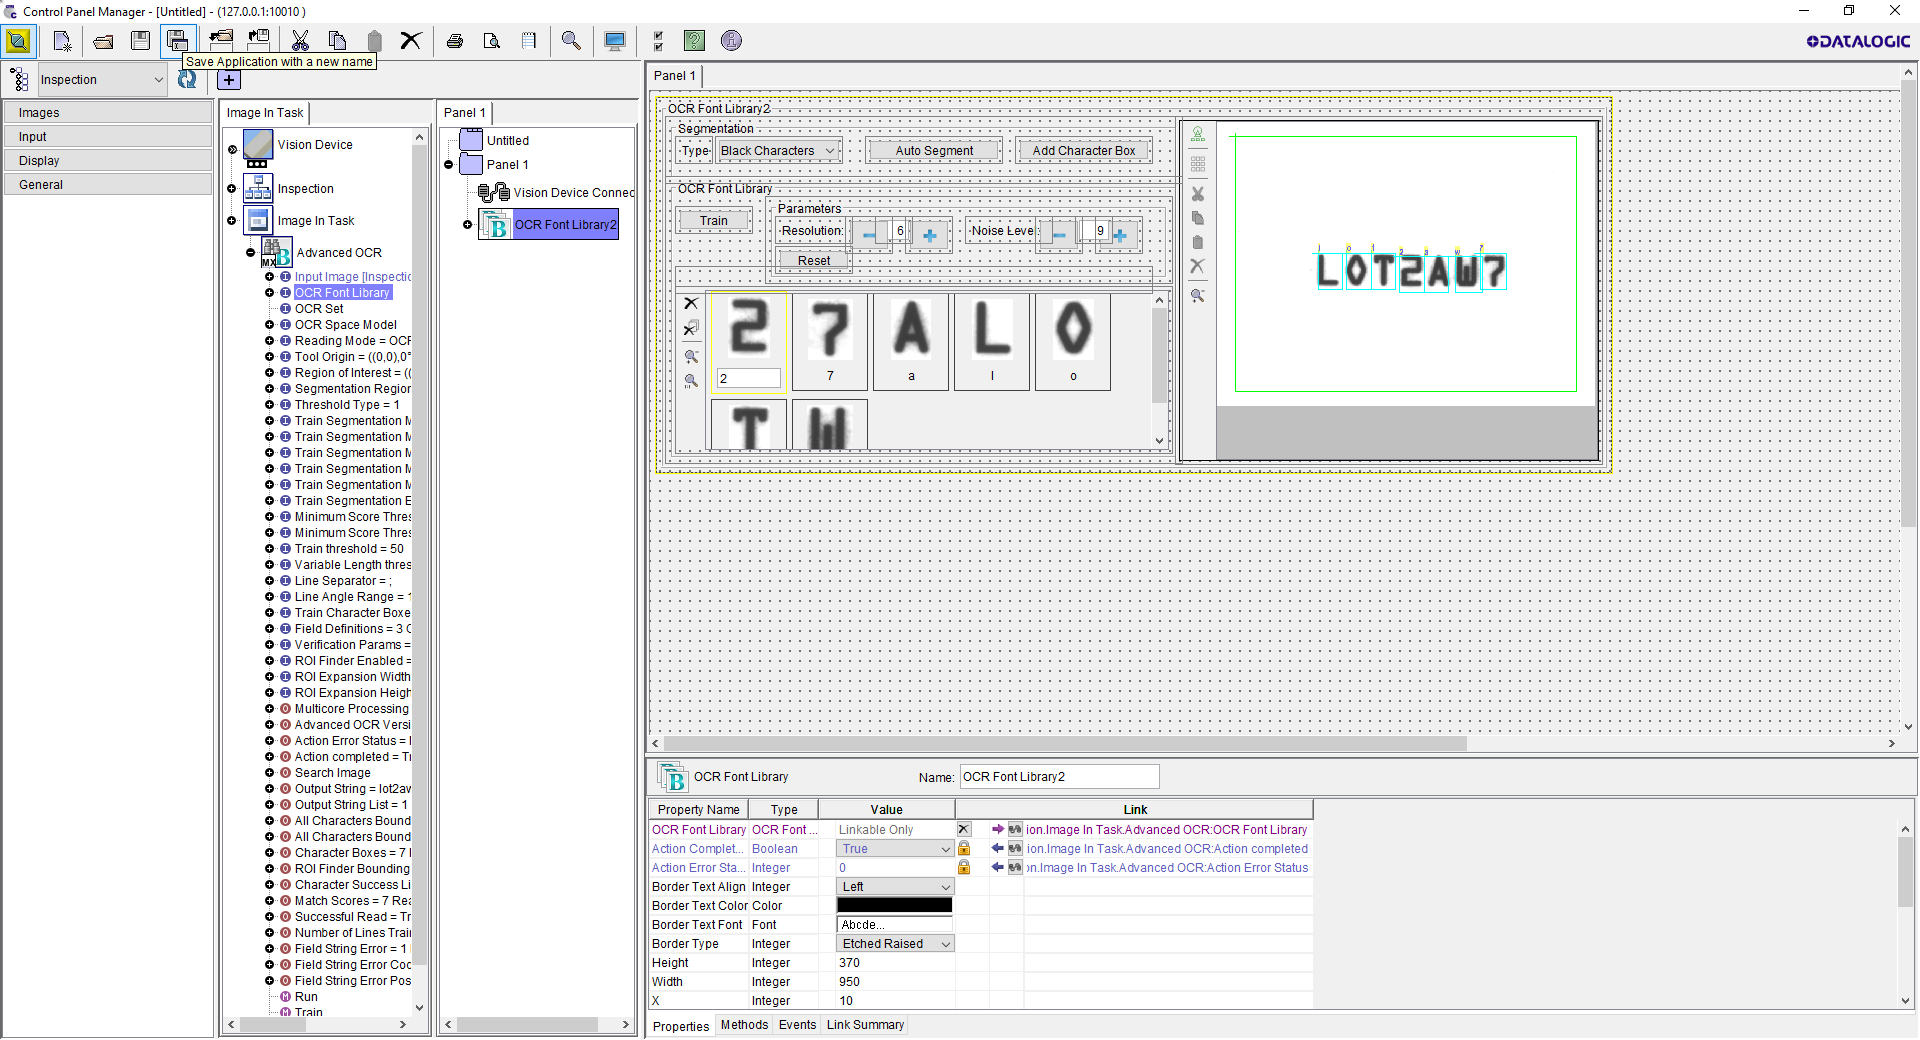 Control Panel Manager - [Untitled] - (127.0.0.1:10010 )
DATALOGIC
Save Application with a new name
Inspection
Images
Input
Display
General
Image In Task
Vision Device
Inspection
Image In Task
Advanced OCR
Input Image [Inspectic
OCR Font Library
OCR Set
OCR Space Model
Reading Mode = OCR
Tool Origin = ((0,0),0°
Region of Interest = ((
Segmentation Region
Threshold Type = 1
Train Segmentation M
Train Segmentation M
Train Segmentation M
Train Segmentation M
Train Segmentation M
Train Segmentation E
Minimum Score Thres
Minimum Score Thres
Train threshold = 50
Variable Length thres
Line Separator = ;
Line Angle Range = 1
Train Character Boxe
Field Definitions = 3 C
Verification Params =
ROI Finder Enabled =
ROI Expansion Width
ROI Expansion Heigh
Multicore Processing
Advanced OCR Versi
Action Error Status = I
Action completed = Tr
Search Image
Output String = lot2aw
Output String List = 1
All Characters Bound
All Characters Bound
Character Boxes = 7 I
ROI Finder Bounding
Character Success Li
Match Scores = 7 Rea
Successful Read = Tr
Number of Lines Trai
Field String Error = 1
Field String Error Coc
Field String Error Pos
Run
Train
Panel 1
Untitled
Panel 1
Vision Device Connec
OCR Font Library2
Panel 1
OCR Font Library2
Segmentation
Type
Black Characters
Auto Segment
Add Character Box
OCR Font Library
Train
Parameters
Resolution:
6
Noise Level
9
Reset
2 7 A L O
2 7 a l o
T W
LOT2AW7
OCR Font Library
Name: OCR Font Library2
Property Name Type Value Link
OCR Font Library OCR Font ... Linkable Only ion.Image In Task.Advanced OCR:OCR Font Library
Action Complet... Boolean True ion.Image In Task.Advanced OCR:Action completed
Action Error Sta... Integer 0 on.Image In Task.Advanced OCR:Action Error Status
Border Text Align Integer Left
Border Text Color Color
Border Text Font Font Abcde...
Border Type Integer Etched Raised
Height Integer 370
Width Integer 950
X Integer 10
Properties Methods Events Link Summary